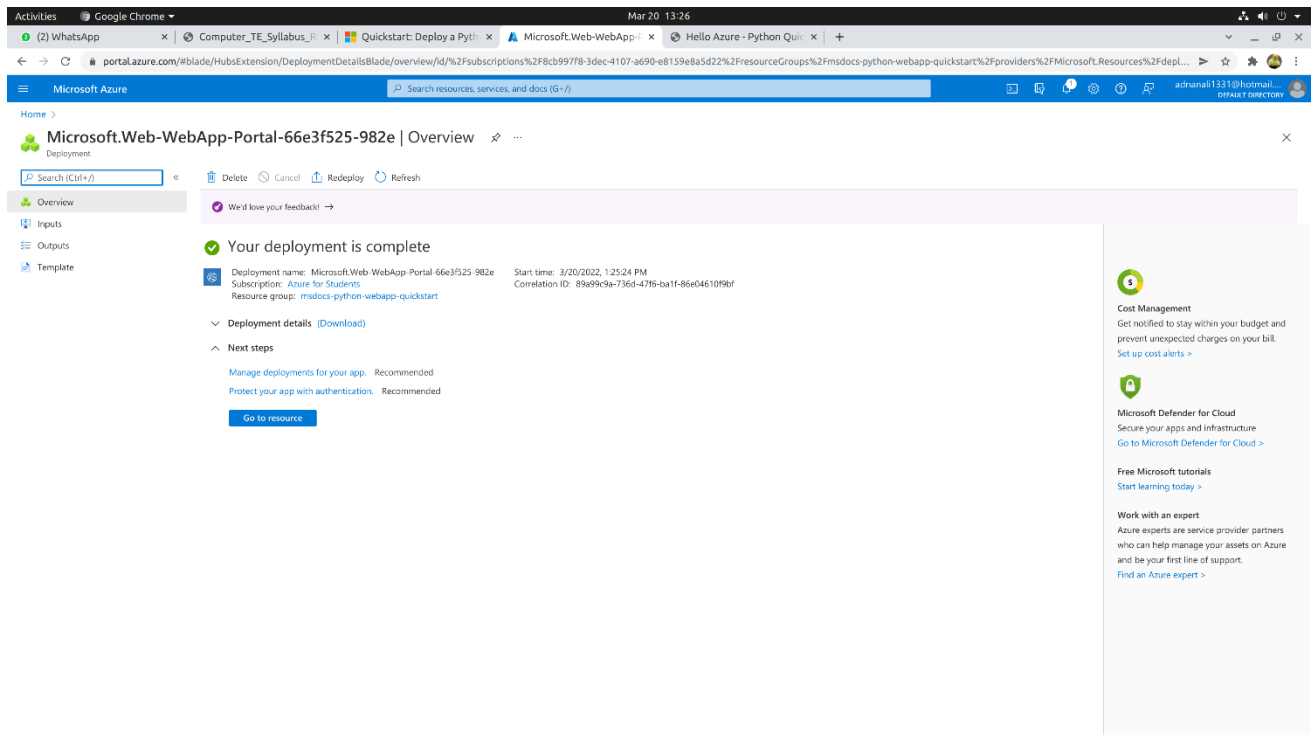 Activities Google Chrome Mar 20 13:26
(2) WhatsApp Computer_TE_Syllabus_R Quickstart: Deploy a Pyth Microsoft.Web-WebApp-P Hello Azure - Python Quic
portal.azure.com/#blade/HubsExtension/DeploymentDetailsBlade/overview/id/%2Fsubscriptions%2F8cb997f8-3dec-4107-a690-e8159e8a5d22%2FresourceGroups%2Fmsdocs-python-webapp-quickstart%2Fproviders%2FMicrosoft.Resources%2Fdepl...
Microsoft Azure Search resources, services, and docs (G+/) 1 adnanali1331@hotmail....
DEFAULT DIRECTORY
Home >
Microsoft.Web-WebApp-Portal-66e3f525-982e | Overview ...
Deployment
Search (Ctrl+/) « Delete Cancel Redeploy Refresh
Overview
Inputs
Outputs
Template
We'd love your feedback! →
Your deployment is complete
Deployment name: Microsoft.Web-WebApp-Portal-66e3f525-982e Start time: 3/20/2022, 1:25:24 PM
Subscription: Azure for Students Correlation ID: 89a99c9a-736d-47f6-ba1f-86e04610f9bf
Resource group: msdocs-python-webapp-quickstart
Deployment details (Download)
Next steps
Manage deployments for your app. Recommended
Protect your app with authentication. Recommended
Go to resource
Cost Management
Get notified to stay within your budget and
prevent unexpected charges on your bill.
Set up cost alerts >
Microsoft Defender for Cloud
Secure your apps and infrastructure
Go to Microsoft Defender for Cloud >
Free Microsoft tutorials
Start learning today >
Work with an expert
Azure experts are service provider partners
who can help manage your assets on Azure
and be your first line of support.
Find an Azure expert >